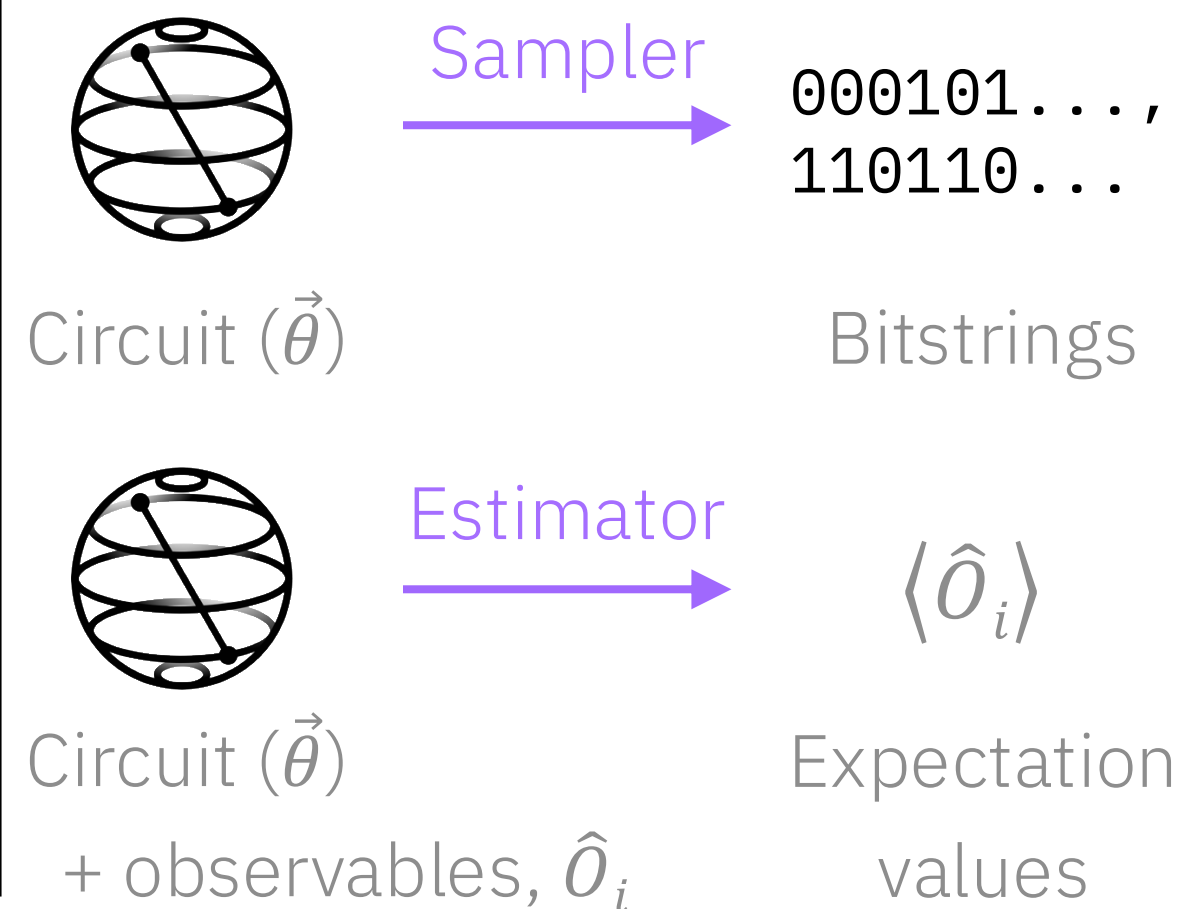 Sampler
000101...,
110110...
Circuit (θ⃗)
Bitstrings
Estimator
⟨Ô_i⟩
Circuit (θ⃗)
+ observables, Ô_i
Expectation
values